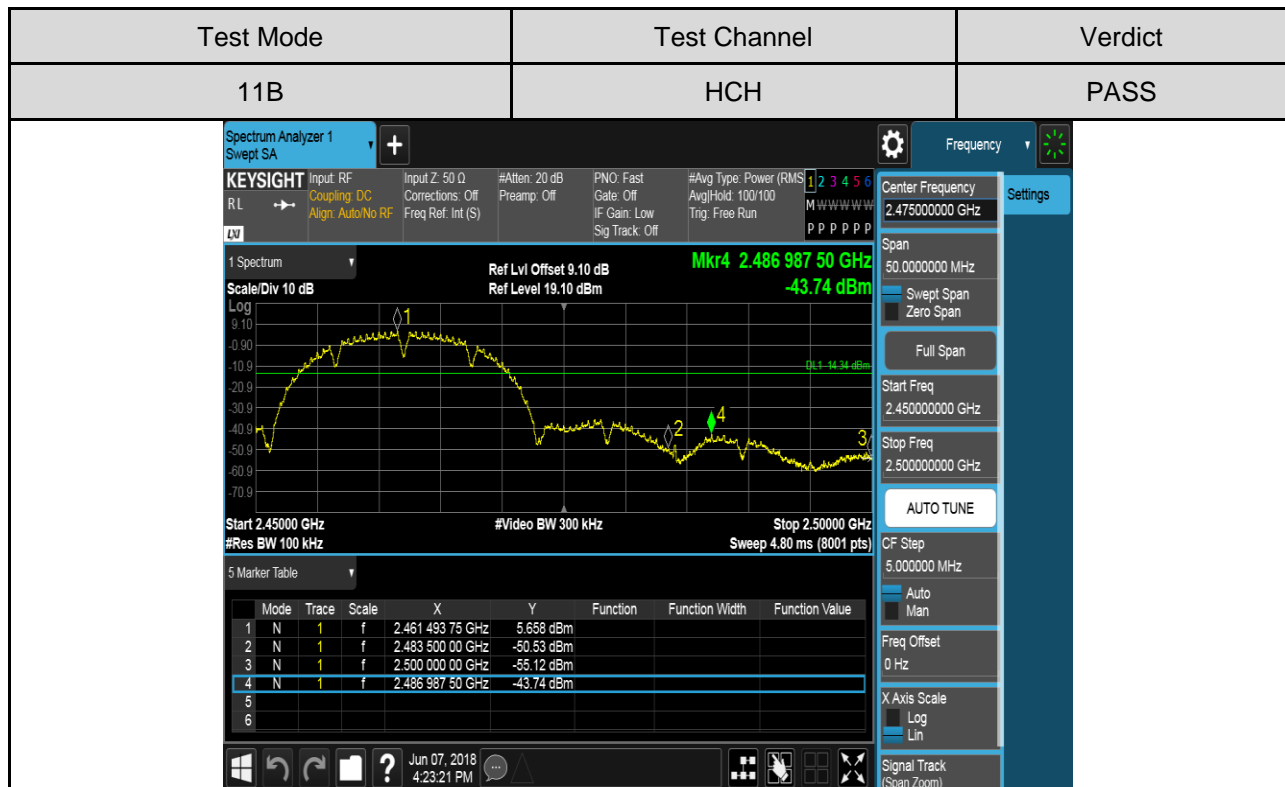 Test Mode Test Channel Verdict
11B HCH PASS
Spectrum Analyzer 1
Swept SA
+
Frequency
KEYSIGHT Input: RF Input Z: 50 Ω #Atten: 20 dB PNO: Fast #Avg Type: Power (RMS 1 2 3 4 5 6
RL Coupling: DC Corrections: Off Preamp: Off Gate: Off Avg|Hold: 100/100 M W W W W W
Align: Auto/No RF Freq Ref: Int (S) IF Gain: Low Trig: Free Run
LXI Sig Track: Off P P P P P P
1 Spectrum
Ref Lvl Offset 9.10 dB Mkr4 2.486 987 50 GHz
Scale/Div 10 dB Ref Level 19.10 dBm -43.74 dBm
Log
9.10
-0.90
-10.9
-20.9
-30.9
-40.9
-50.9
-60.9
-70.9
1
DL1 -14.34 dBm
2
4
3
Start 2.45000 GHz #Video BW 300 kHz Stop 2.50000 GHz
#Res BW 100 kHz Sweep 4.80 ms (8001 pts)
5 Marker Table
Mode Trace Scale X Y Function Function Width Function Value
1 N 1 f 2.461 493 75 GHz 5.658 dBm
2 N 1 f 2.483 500 00 GHz -50.53 dBm
3 N 1 f 2.500 000 00 GHz -55.12 dBm
4 N 1 f 2.486 987 50 GHz -43.74 dBm
5
6
?
Jun 07, 2018
4:23:21 PM
Center Frequency
2.475000000 GHz
Settings
Span
50.0000000 MHz
Swept Span
Zero Span
Full Span
Start Freq
2.450000000 GHz
Stop Freq
2.500000000 GHz
AUTO TUNE
CF Step
5.000000 MHz
Auto
Man
Freq Offset
0 Hz
X Axis Scale
Log
Lin
Signal Track
(Span Zoom)